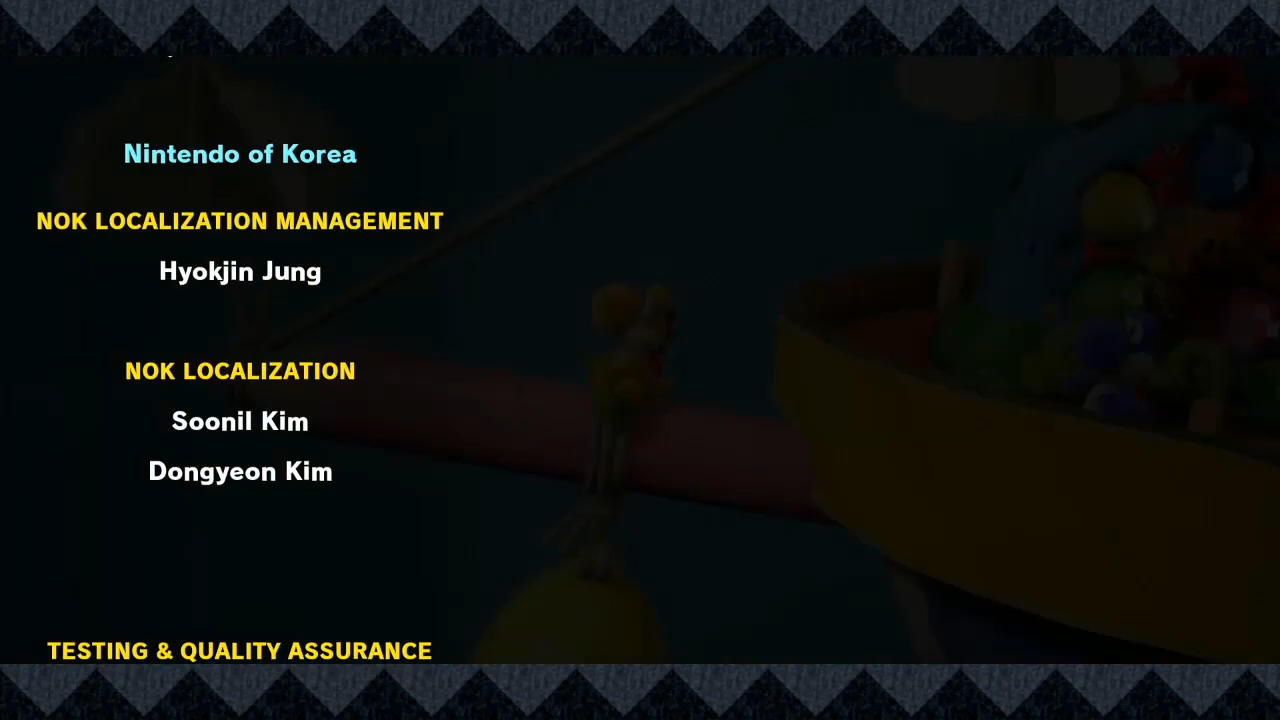 Nintendo of Korea
NOK LOCALIZATION MANAGEMENT
Hyokjin Jung
NOK LOCALIZATION
Soonil Kim
Dongyeon Kim
TESTING & QUALITY ASSURANCE